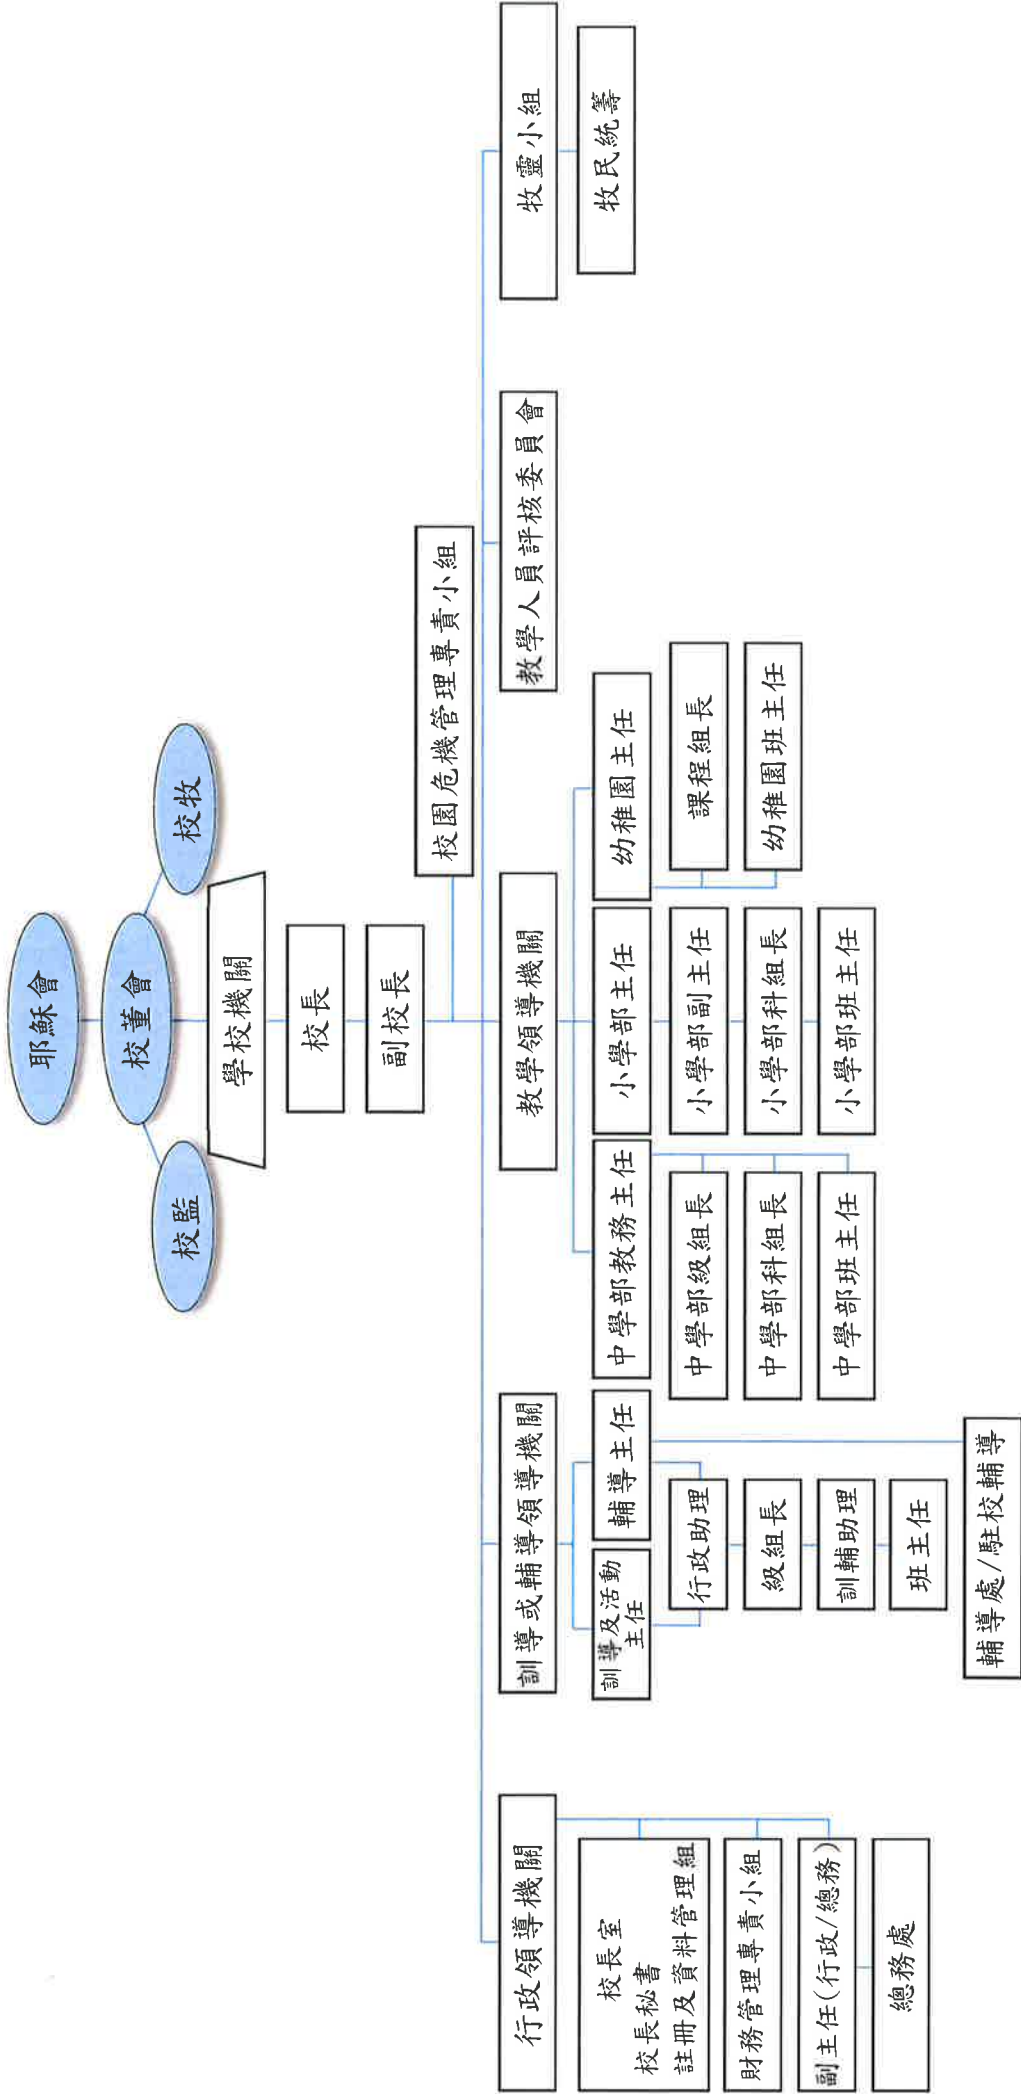 耶穌會
校監
校董會
校牧
學校機關
校長
副校長
校園危機管理專責小組
行政領導機關
校長室
校長秘書
註冊及資料管理組
財務管理專責小組
副主任(行政/總務)
總務處
訓導或輔導領導機關
訓導及活動
主任
輔導主任
行政助理
級組長
訓輔助理
班主任
輔導處/駐校輔導
教學領導機關
中學部教務主任
中學部級組長
中學部科組長
中學部班主任
小學部主任
小學部副主任
小學部科組長
小學部班主任
幼稚園主任
課程組長
幼稚園班主任
教學人員評核委員會
牧靈小組
牧民統籌